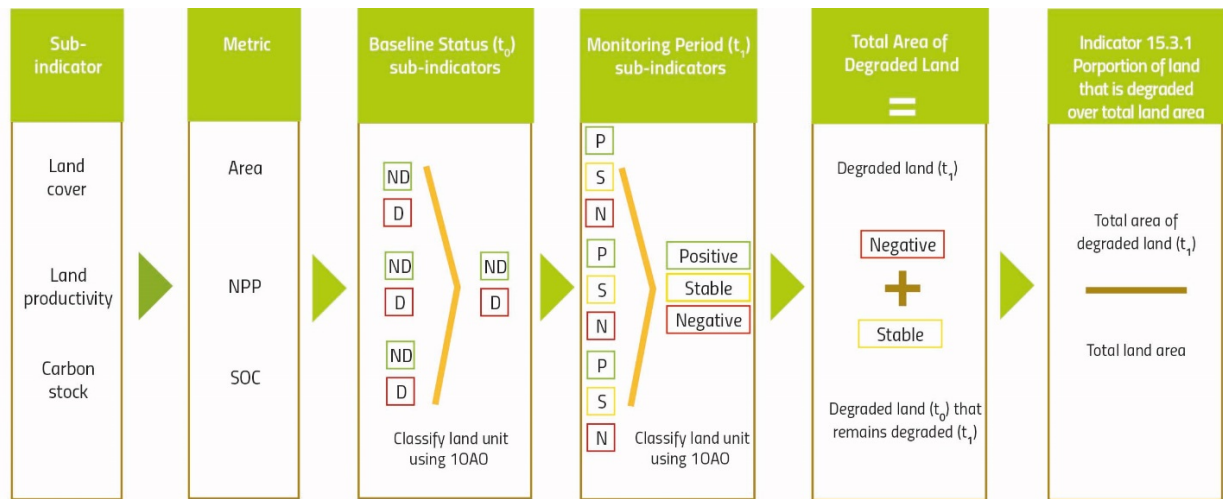 Sub-
indicator
Land
cover
Land
productivity
Carbon
stock
Metric
Area
NPP
SOC
Baseline Status (t0)
sub-indicators
ND
D
ND
D
ND
D
ND
D
Classify land unit
using 1OAO
Monitoring Period (t1)
sub-indicators
P
S
N
P
S
N
P
S
N
Positive
Stable
Negative
Classify land unit
using 1OAO
Total Area of
Degraded Land
=
Degraded land (t1)
Negative
+
Stable
Degraded land (t0) that
remains degraded (t1)
Indicator 15.3.1
Porportion of land
that is degraded
over total land area
Total area of
degraded land (t1)
Total land area